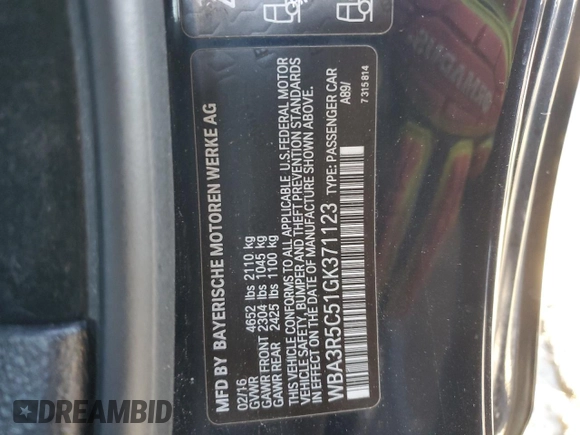 MFD BY BAYERISCHE MOTOREN WERKE AG
02/16
GVWR 4652 lbs 2110 kg
GAWR FRONT 2304 lbs 1045 kg
GAWR REAR 2425 lbs 1100 kg
THIS VEHICLE CONFORMS TO ALL APPLICABLE U.S.FEDERAL MOTOR
VEHICLE SAFETY, BUMPER AND THEFT PREVENTION STANDARDS
IN EFFECT ON THE DATE OF MANUFACTURE SHOWN ABOVE.
WBA3R5C51GK371123 TYPE: PASSENGER CAR
A89/
7315814
DREAMBID